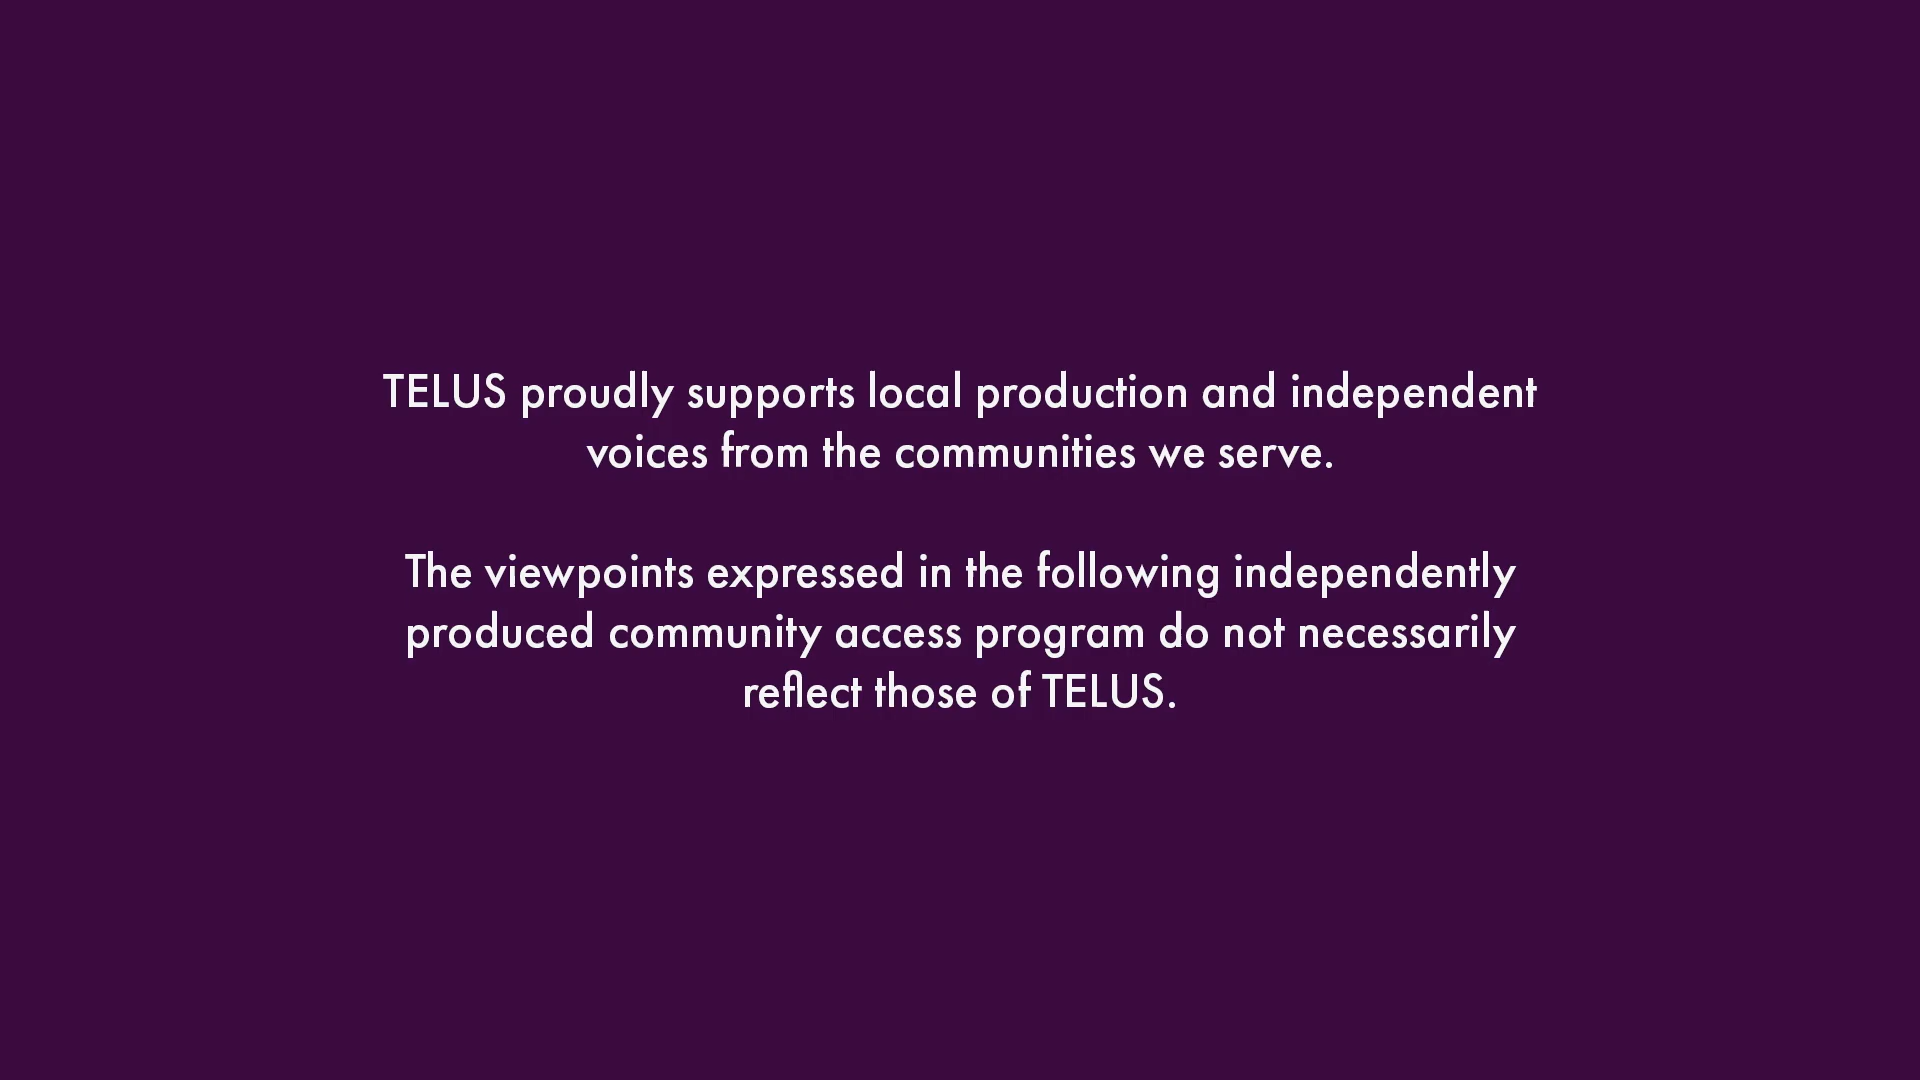 TELUS proudly supports local production and independent
voices from the communities we serve.
The viewpoints expressed in the following independently
produced community access program do not necessarily
reflect those of TELUS.